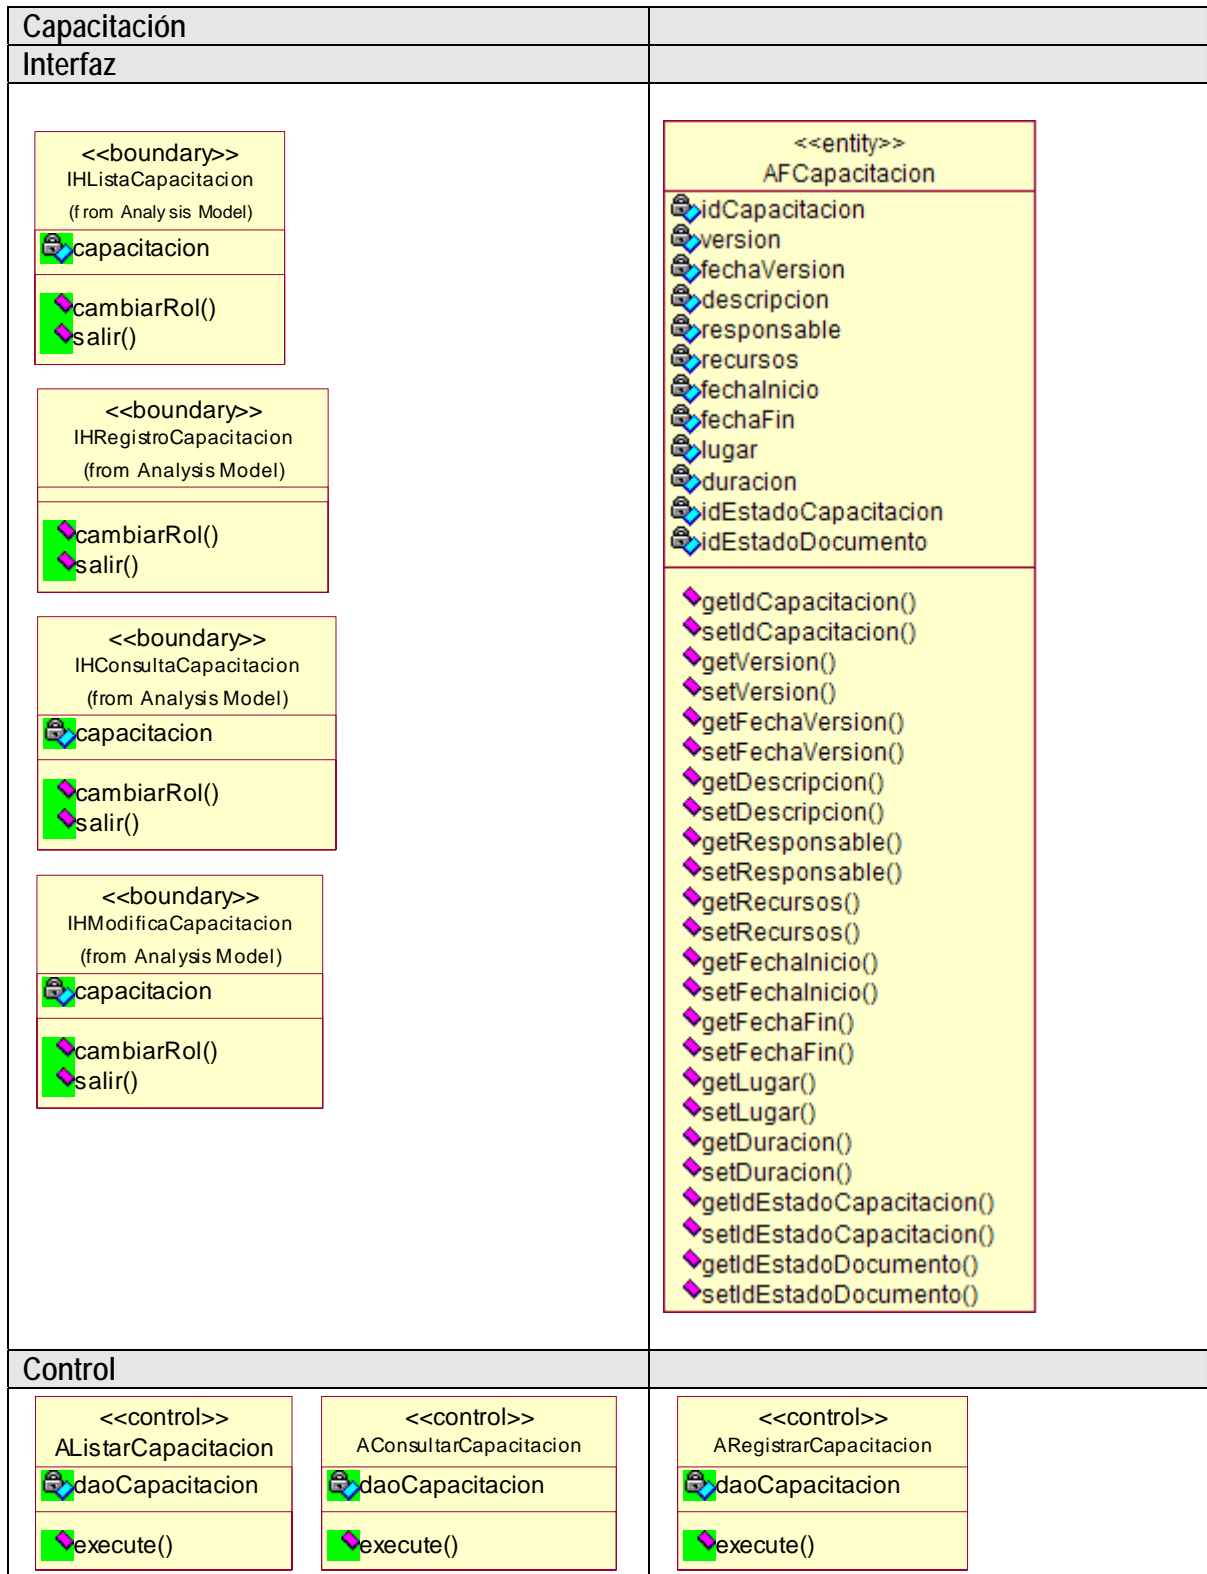 Capacitación
Interfaz
<<boundary>>
IHListaCapacitacion
(from Analysis Model)
capacitacion
cambiarRol()
salir()
<<boundary>>
IHRegistroCapacitacion
(from Analysis Model)
cambiarRol()
salir()
<<boundary>>
IHConsultaCapacitacion
(from Analysis Model)
capacitacion
cambiarRol()
salir()
<<boundary>>
IHModificaCapacitacion
(from Analysis Model)
capacitacion
cambiarRol()
salir()
<<entity>>
AFCapacitacion
idCapacitacion
version
fechaVersion
descripcion
responsable
recursos
fechaInicio
fechaFin
lugar
duracion
idEstadoCapacitacion
idEstadoDocumento
getIdCapacitacion()
setIdCapacitacion()
getVersion()
setVersion()
getFechaVersion()
setFechaVersion()
getDescripcion()
setDescripcion()
getResponsable()
setResponsable()
getRecursos()
setRecursos()
getFechaInicio()
setFechaInicio()
getFechaFin()
setFechaFin()
getLugar()
setLugar()
getDuracion()
setDuracion()
getIdEstadoCapacitacion()
setIdEstadoCapacitacion()
getIdEstadoDocumento()
setIdEstadoDocumento()
Control
<<control>>
AListarCapacitacion
daoCapacitacion
execute()
<<control>>
AConsultarCapacitacion
daoCapacitacion
execute()
<<control>>
ARegistrarCapacitacion
daoCapacitacion
execute()